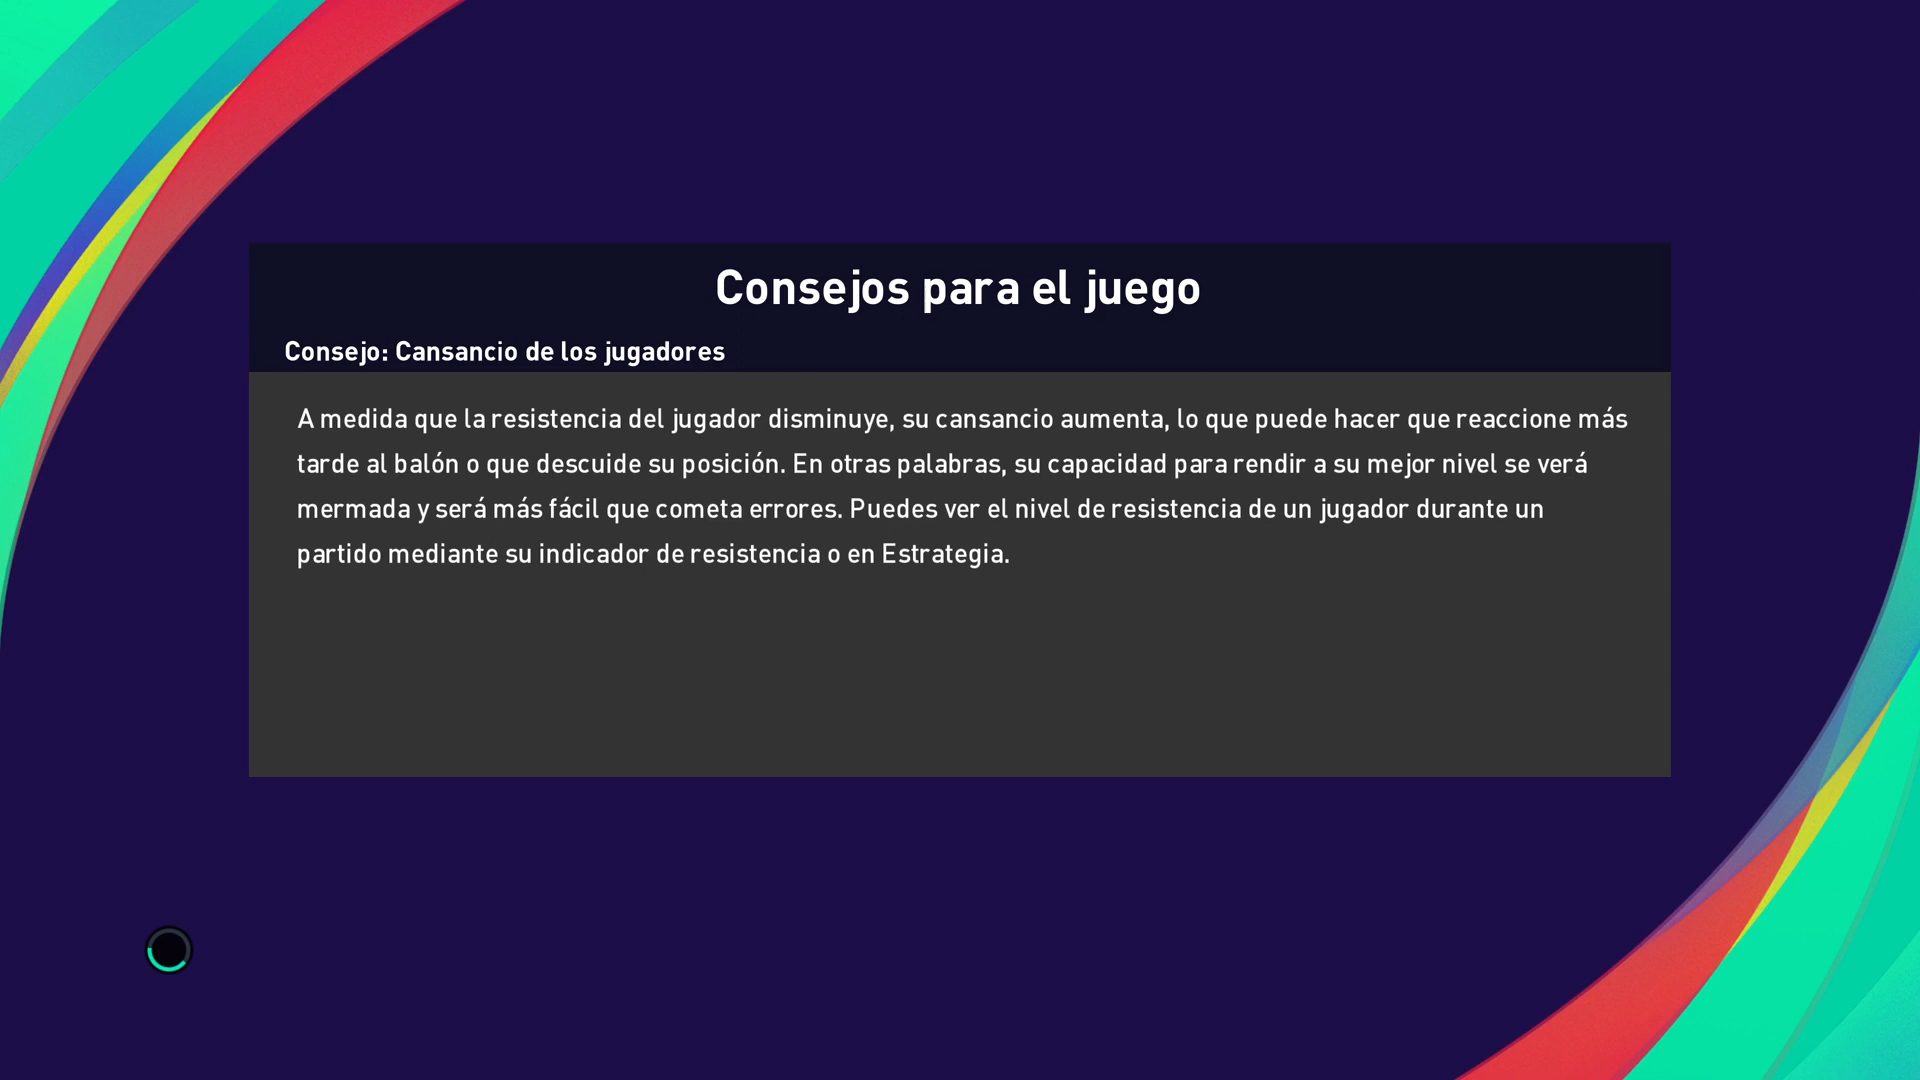 Consejos para el juego
Consejo: Cansancio de los jugadores
A medida que la resistencia del jugador disminuye, su cansancio aumenta, lo que puede hacer que reaccione más
tarde al balón o que descuide su posición. En otras palabras, su capacidad para rendir a su mejor nivel se verá
mermada y será más fácil que cometa errores. Puedes ver el nivel de resistencia de un jugador durante un
partido mediante su indicador de resistencia o en Estrategia.